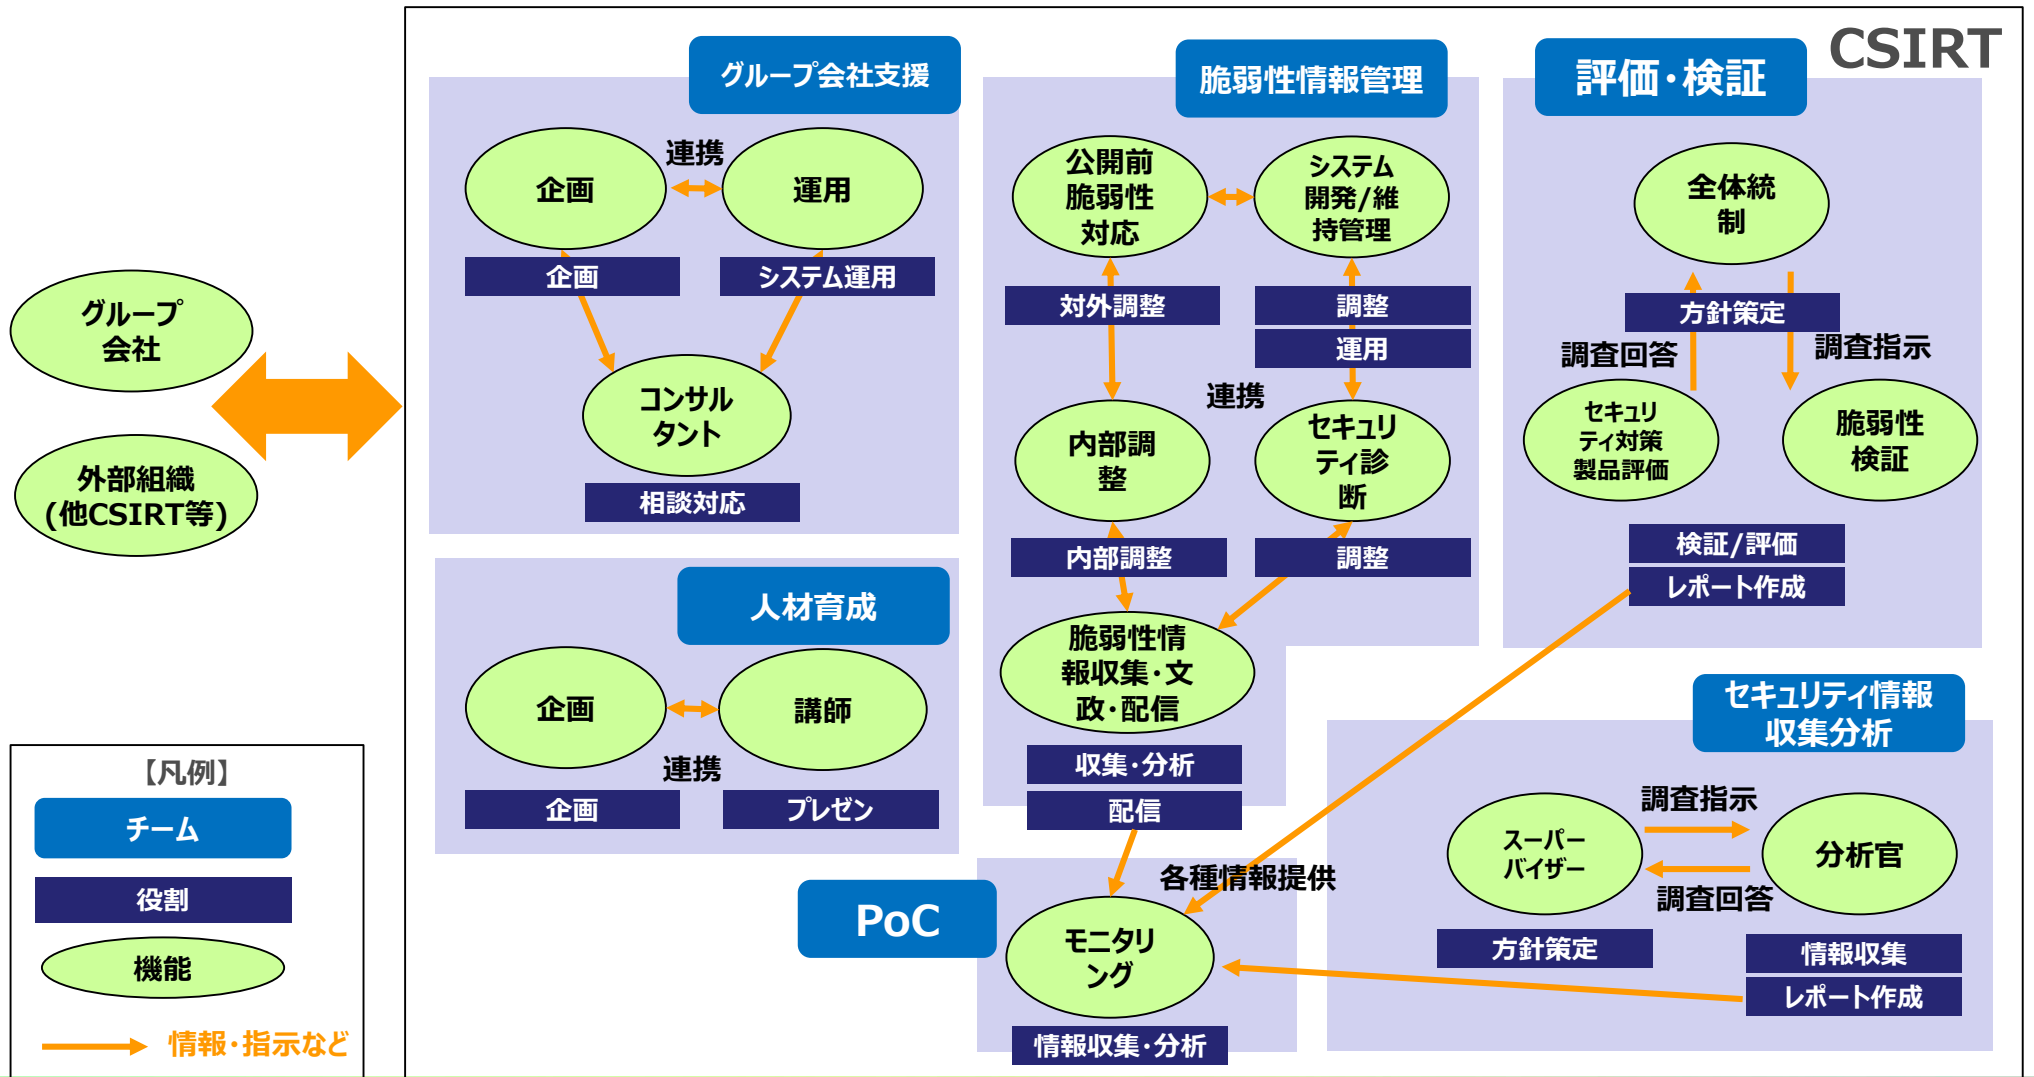 CSIRT
グループ会社支援
企画
連携
運用
企画
システム運用
コンサル
タント
相談対応
人材育成
企画
連携
講師
企画
プレゼン
脆弱性情報管理
公開前
脆弱性
対応
システム
開発/維
持管理
対外調整
調整
運用
連携
内部調
整
セキュリ
ティ診
断
内部調整
調整
脆弱性情
報収集・文
政・配信
収集・分析
配信
評価・検証
全体統
制
方針策定
調査回答
調査指示
セキュリ
ティ対策
製品評価
脆弱性
検証
検証/評価
レポート作成
セキュリティ情報
収集分析
スーパー
バイザー
調査指示
調査回答
分析官
方針策定
情報収集
レポート作成
各種情報提供
PoC
モニタリ
ング
情報収集・分析
グループ
会社
外部組織
(他CSIRT等)
【凡例】
チーム
役割
機能
情報・指示など